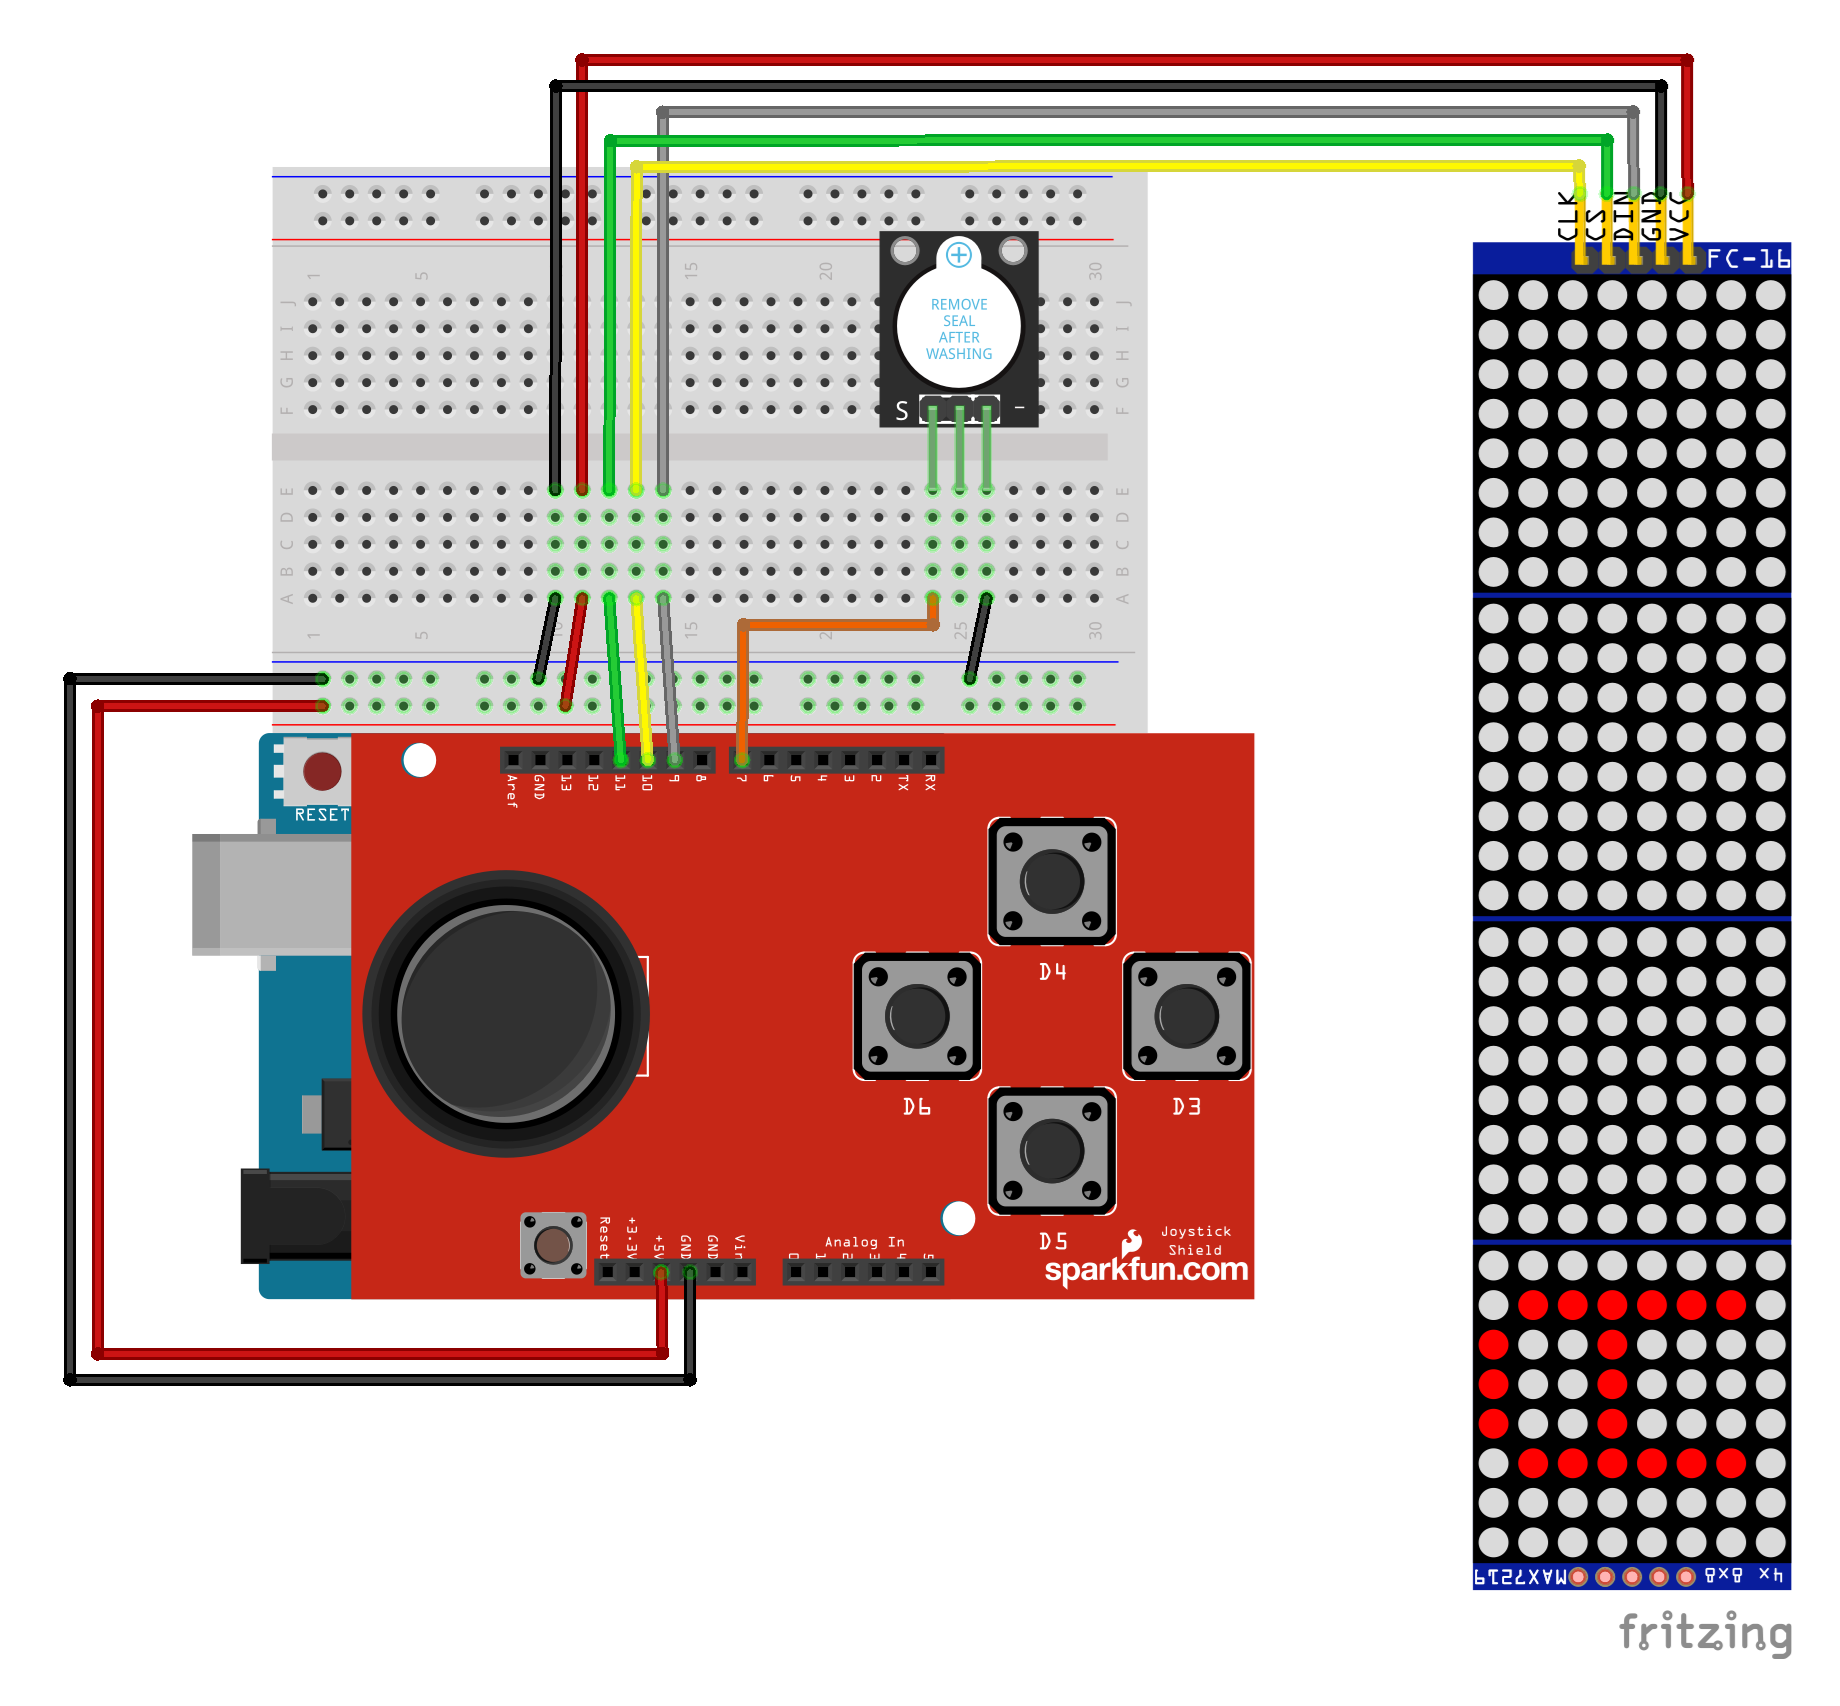 CLK
CS
DIN
GND
VCC
FC-16
1
5
15
20
30
J
J
I
I
H
H
G
G
F
F
REMOVE
SEAL
AFTER
WASHING
S
−
E
E
D
D
C
C
B
B
A
A
1
5
10
15
25
30
RESET
Aref
GND
13
12
11
10
9
8
7
6
5
4
3
2
TX
RX
D4
D6
D3
D5
Reset
+3.3V
+5V
GND
GND
Vin
Analog In
0
1
2
3
4
5
Joystick
Shield
sparkfun.com
MAX7219
8x8
4x
fritzing